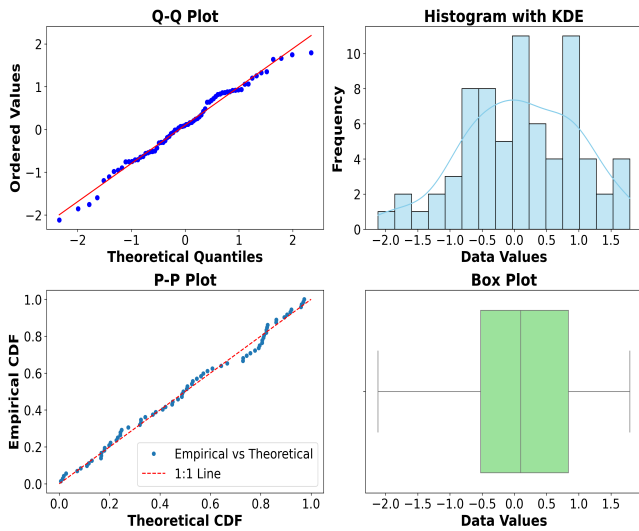 Q-Q Plot
Ordered Values
2
1
0
−1
−2
−2 −1 0 1 2
Theoretical Quantiles
Histogram with KDE
Frequency
10
8
6
4
2
0
−2.0 −1.5 −1.0 −0.5 0.0 0.5 1.0 1.5
Data Values
P-P Plot
Empirical CDF
1.0
0.8
0.6
0.4
0.2
0.0
Empirical vs Theoretical
1:1 Line
0.0 0.2 0.4 0.6 0.8 1.0
Theoretical CDF
Box Plot
−2.0 −1.5 −1.0 −0.5 0.0 0.5 1.0 1.5
Data Values